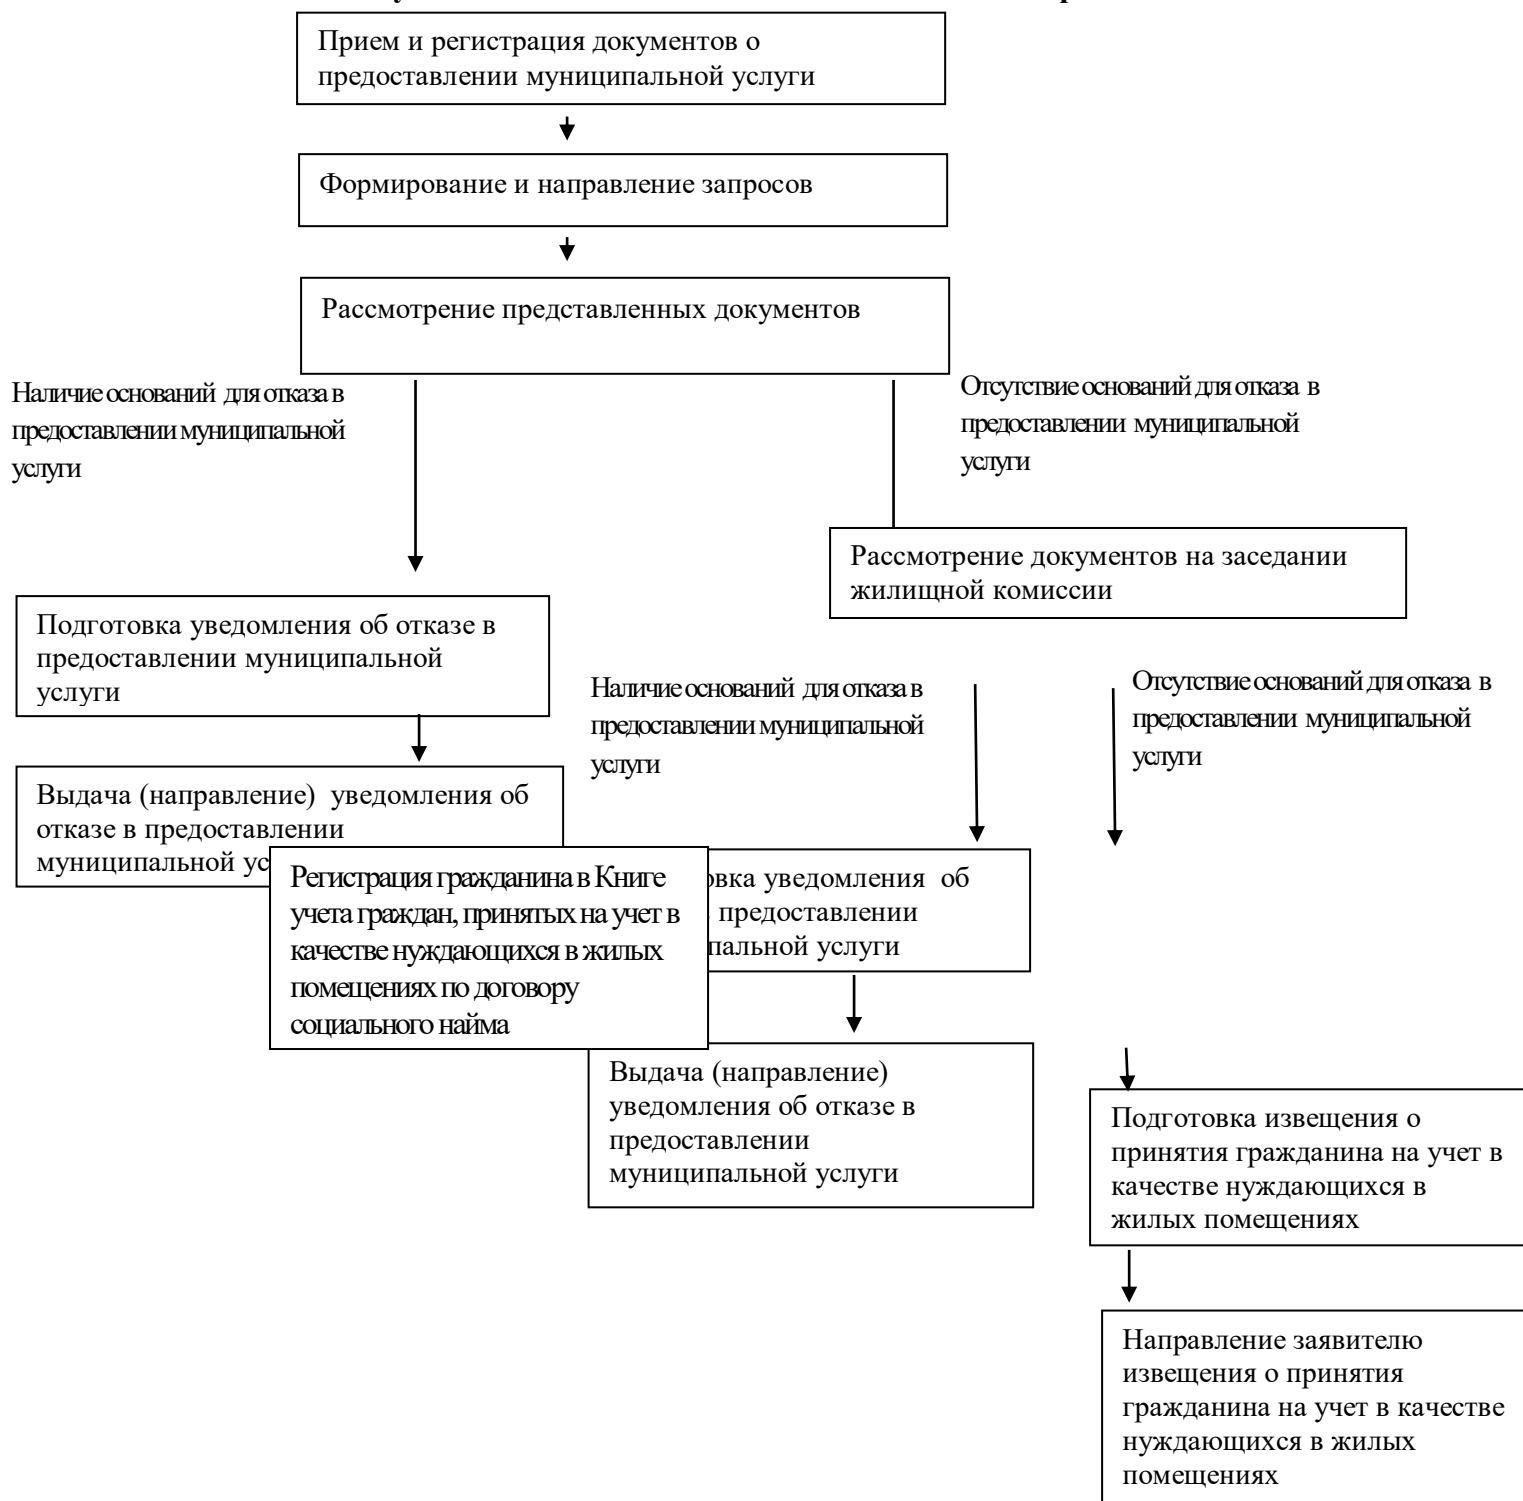 Прием и регистрация документов о
предоставлении муниципальной услуги
Формирование и направление запросов
Рассмотрение представленных документов
Наличие оснований для отказа в
предоставлении муниципальной
услуги
Отсутствие оснований для отказа в
предоставлении муниципальной
услуги
Рассмотрение документов на заседании
жилищной комиссии
Подготовка уведомления об отказе в
предоставлении муниципальной
услуги
Наличие оснований для отказа в
предоставлении муниципальной
услуги
Отсутствие оснований для отказа в
предоставлении муниципальной
услуги
Выдача (направление) уведомления об
отказе в предоставлении
муниципальной
Регистрация гражданина в Книге
учета граждан, принятых на учет в
качестве нуждающихся в жилых
помещениях по договору
социального найма
уведомления об
предоставлении
услуги
Выдача (направление)
уведомления об отказе в
предоставлении
муниципальной услуги
Подготовка извещения о
принятия гражданина на учет в
качестве нуждающихся в
жилых помещениях
Направление заявителю
извещения о принятия
гражданина на учет в качестве
нуждающихся в жилых
помещениях